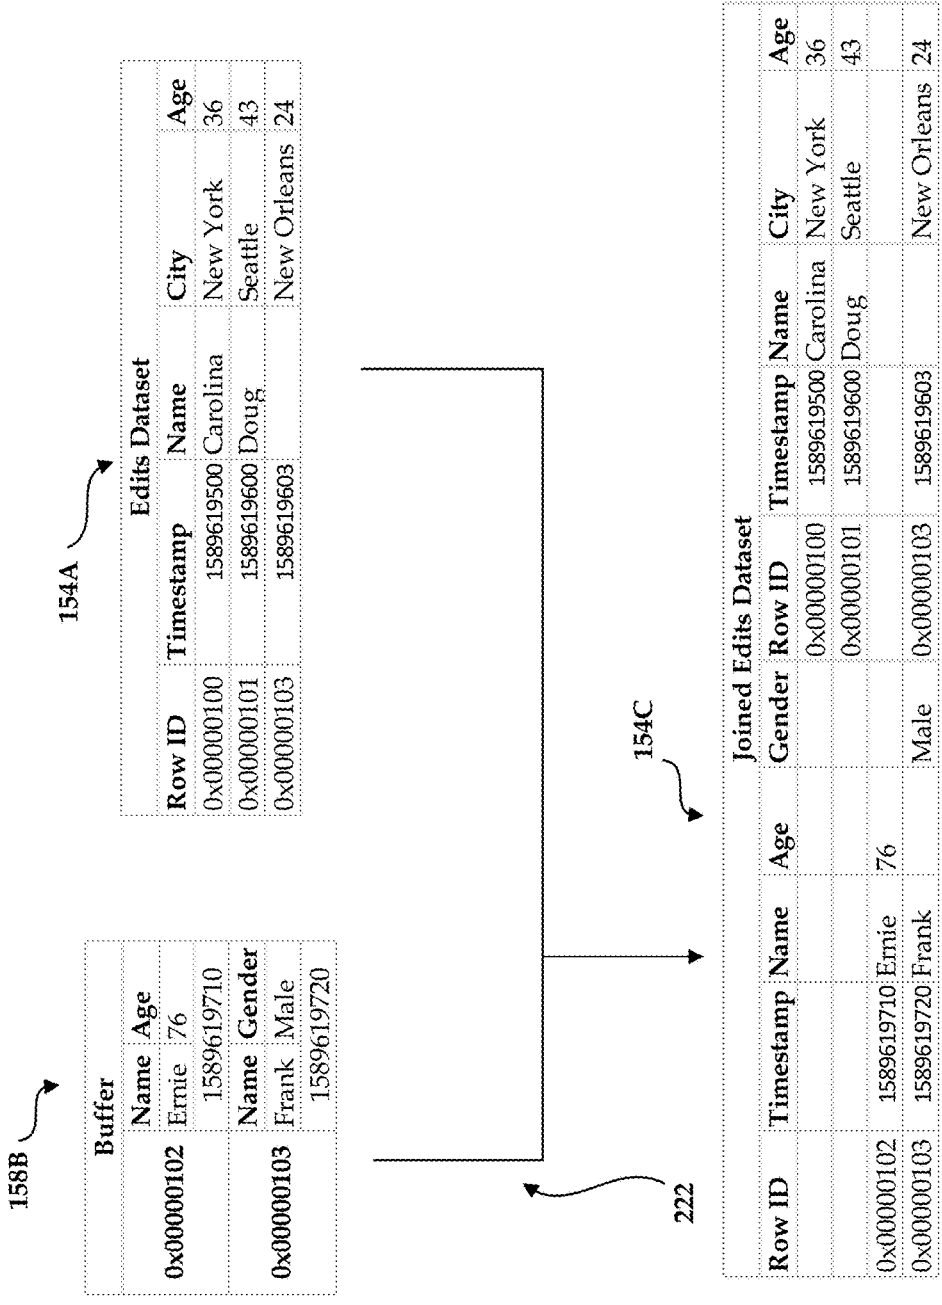 158B
Buffer
0x00000102 Name Age
Ernie 76
1589619710
0x00000103 Name Gender
Frank Male
1589619720
154A
Edits Dataset
Row ID Timestamp Name City Age
0x00000100 1589619500 Carolina New York 36
0x00000101 1589619600 Doug Seattle 43
0x00000103 1589619603 New Orleans 24
222
154C
Joined Edits Dataset
Row ID Timestamp Name Age Gender Row ID Timestamp Name City Age
0x00000100 1589619500 Carolina New York 36
0x00000101 1589619600 Doug Seattle 43
0x00000102 1589619710 Ernie 76
0x00000103 1589619720 Frank Male 0x00000103 1589619603 New Orleans 24